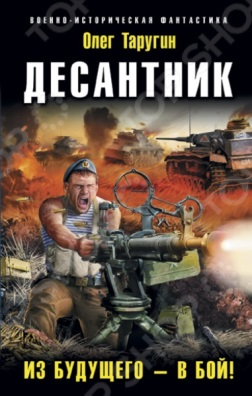 ВОЕННО-ИСТОРИЧЕСКАЯ ФАНТАСТИКА
Олег Таругин
ДЕСАНТНИК
ИЗ БУДУЩЕГО – В БОЙ!